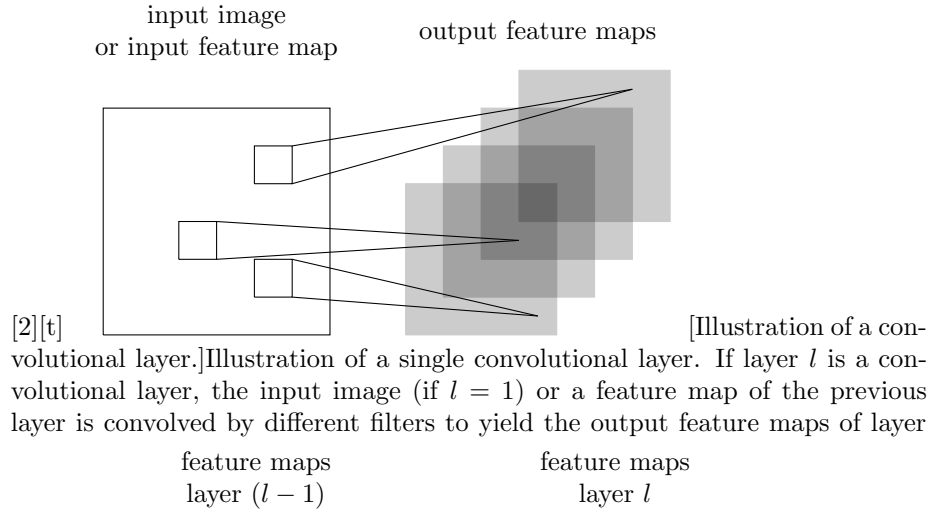 input image
or input feature map
output feature maps
[2][t]
[Illustration of a con-
volutional layer.]Illustration of a single convolutional layer. If layer l is a con-
volutional layer, the input image (if l = 1) or a feature map of the previous
layer is convolved by different filters to yield the output feature maps of layer
feature maps
layer (l − 1)
feature maps
layer l